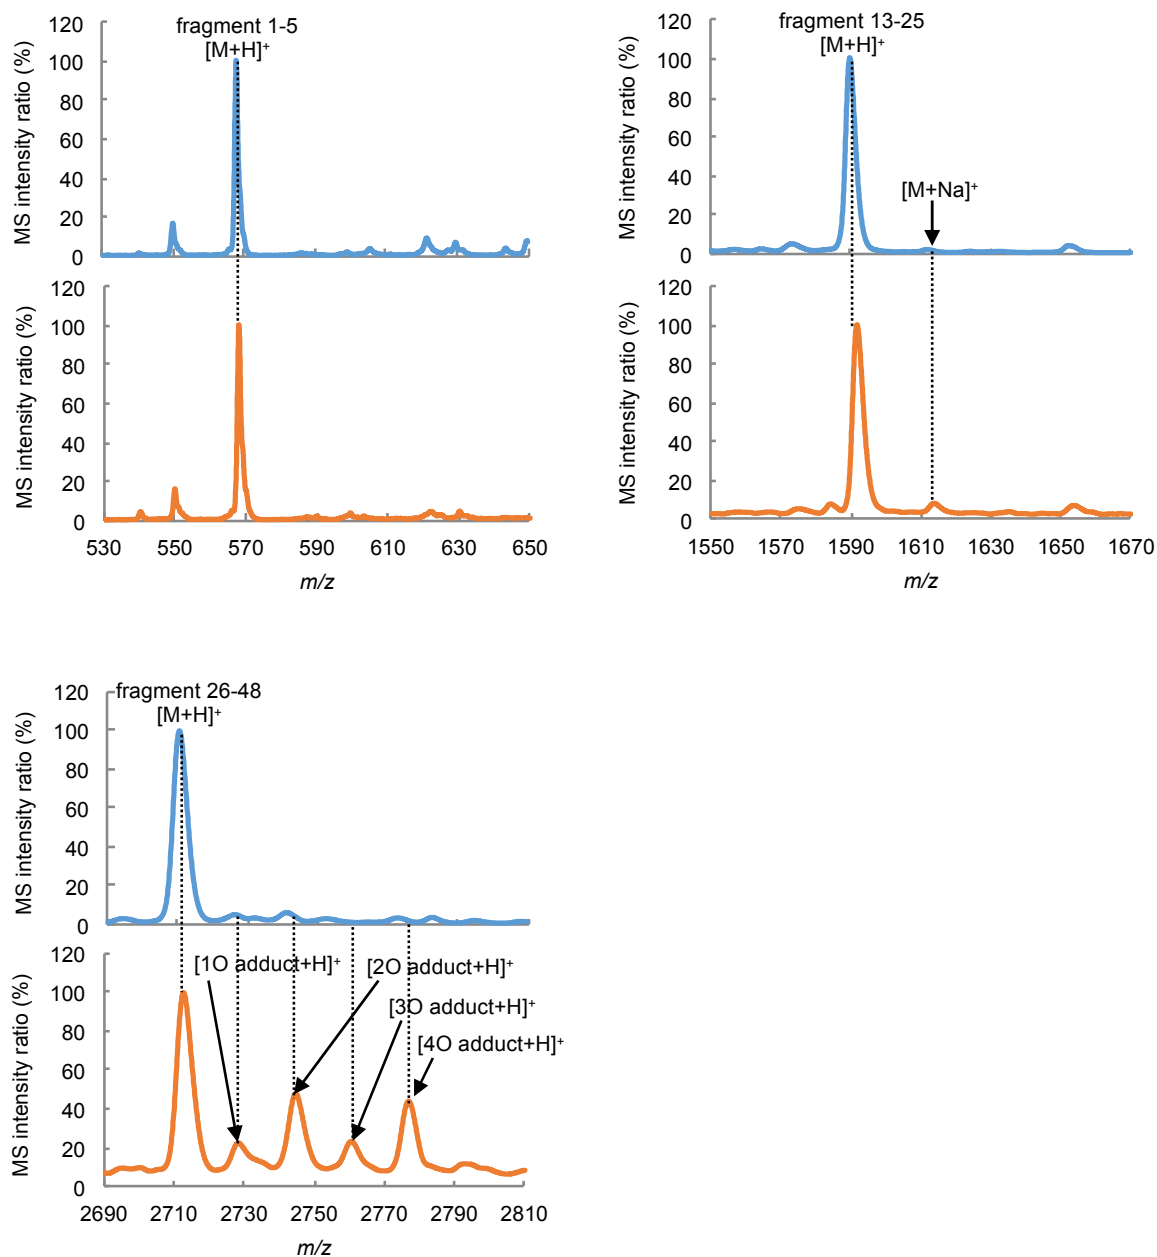 fragment 1-5
[M+H]⁺
MS intensity ratio (%)
120
100
80
60
40
20
0
MS intensity ratio (%)
120
100
80
60
40
20
0
530 550 570 590 610 630 650
m/z
fragment 13-25
[M+H]⁺
[M+Na]⁺
MS intensity ratio (%)
120
100
80
60
40
20
0
MS intensity ratio (%)
120
100
80
60
40
20
0
1550 1570 1590 1610 1630 1650 1670
m/z
fragment 26-48
[M+H]⁺
MS intensity ratio (%)
120
100
80
60
40
20
0
[1O adduct+H]⁺
[2O adduct+H]⁺
[3O adduct+H]⁺
[4O adduct+H]⁺
MS intensity ratio (%)
120
100
80
60
40
20
0
2690 2710 2730 2750 2770 2790 2810
m/z